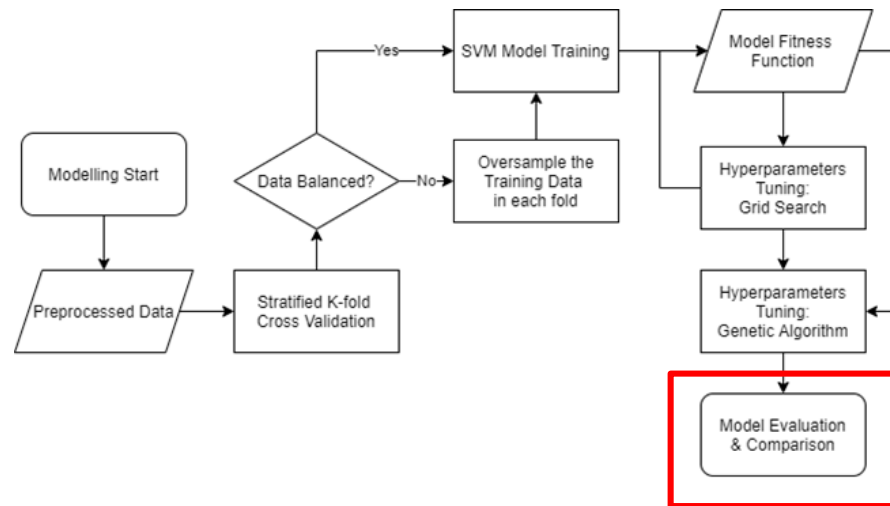 Modelling Start
Preprocessed Data
Stratified K-fold
Cross Validation
Data Balanced?
Yes
No
Oversample the
Training Data
in each fold
SVM Model Training
Model Fitness
Function
Hyperparameters
Tuning:
Grid Search
Hyperparameters
Tuning:
Genetic Algorithm
Model Evaluation
& Comparison